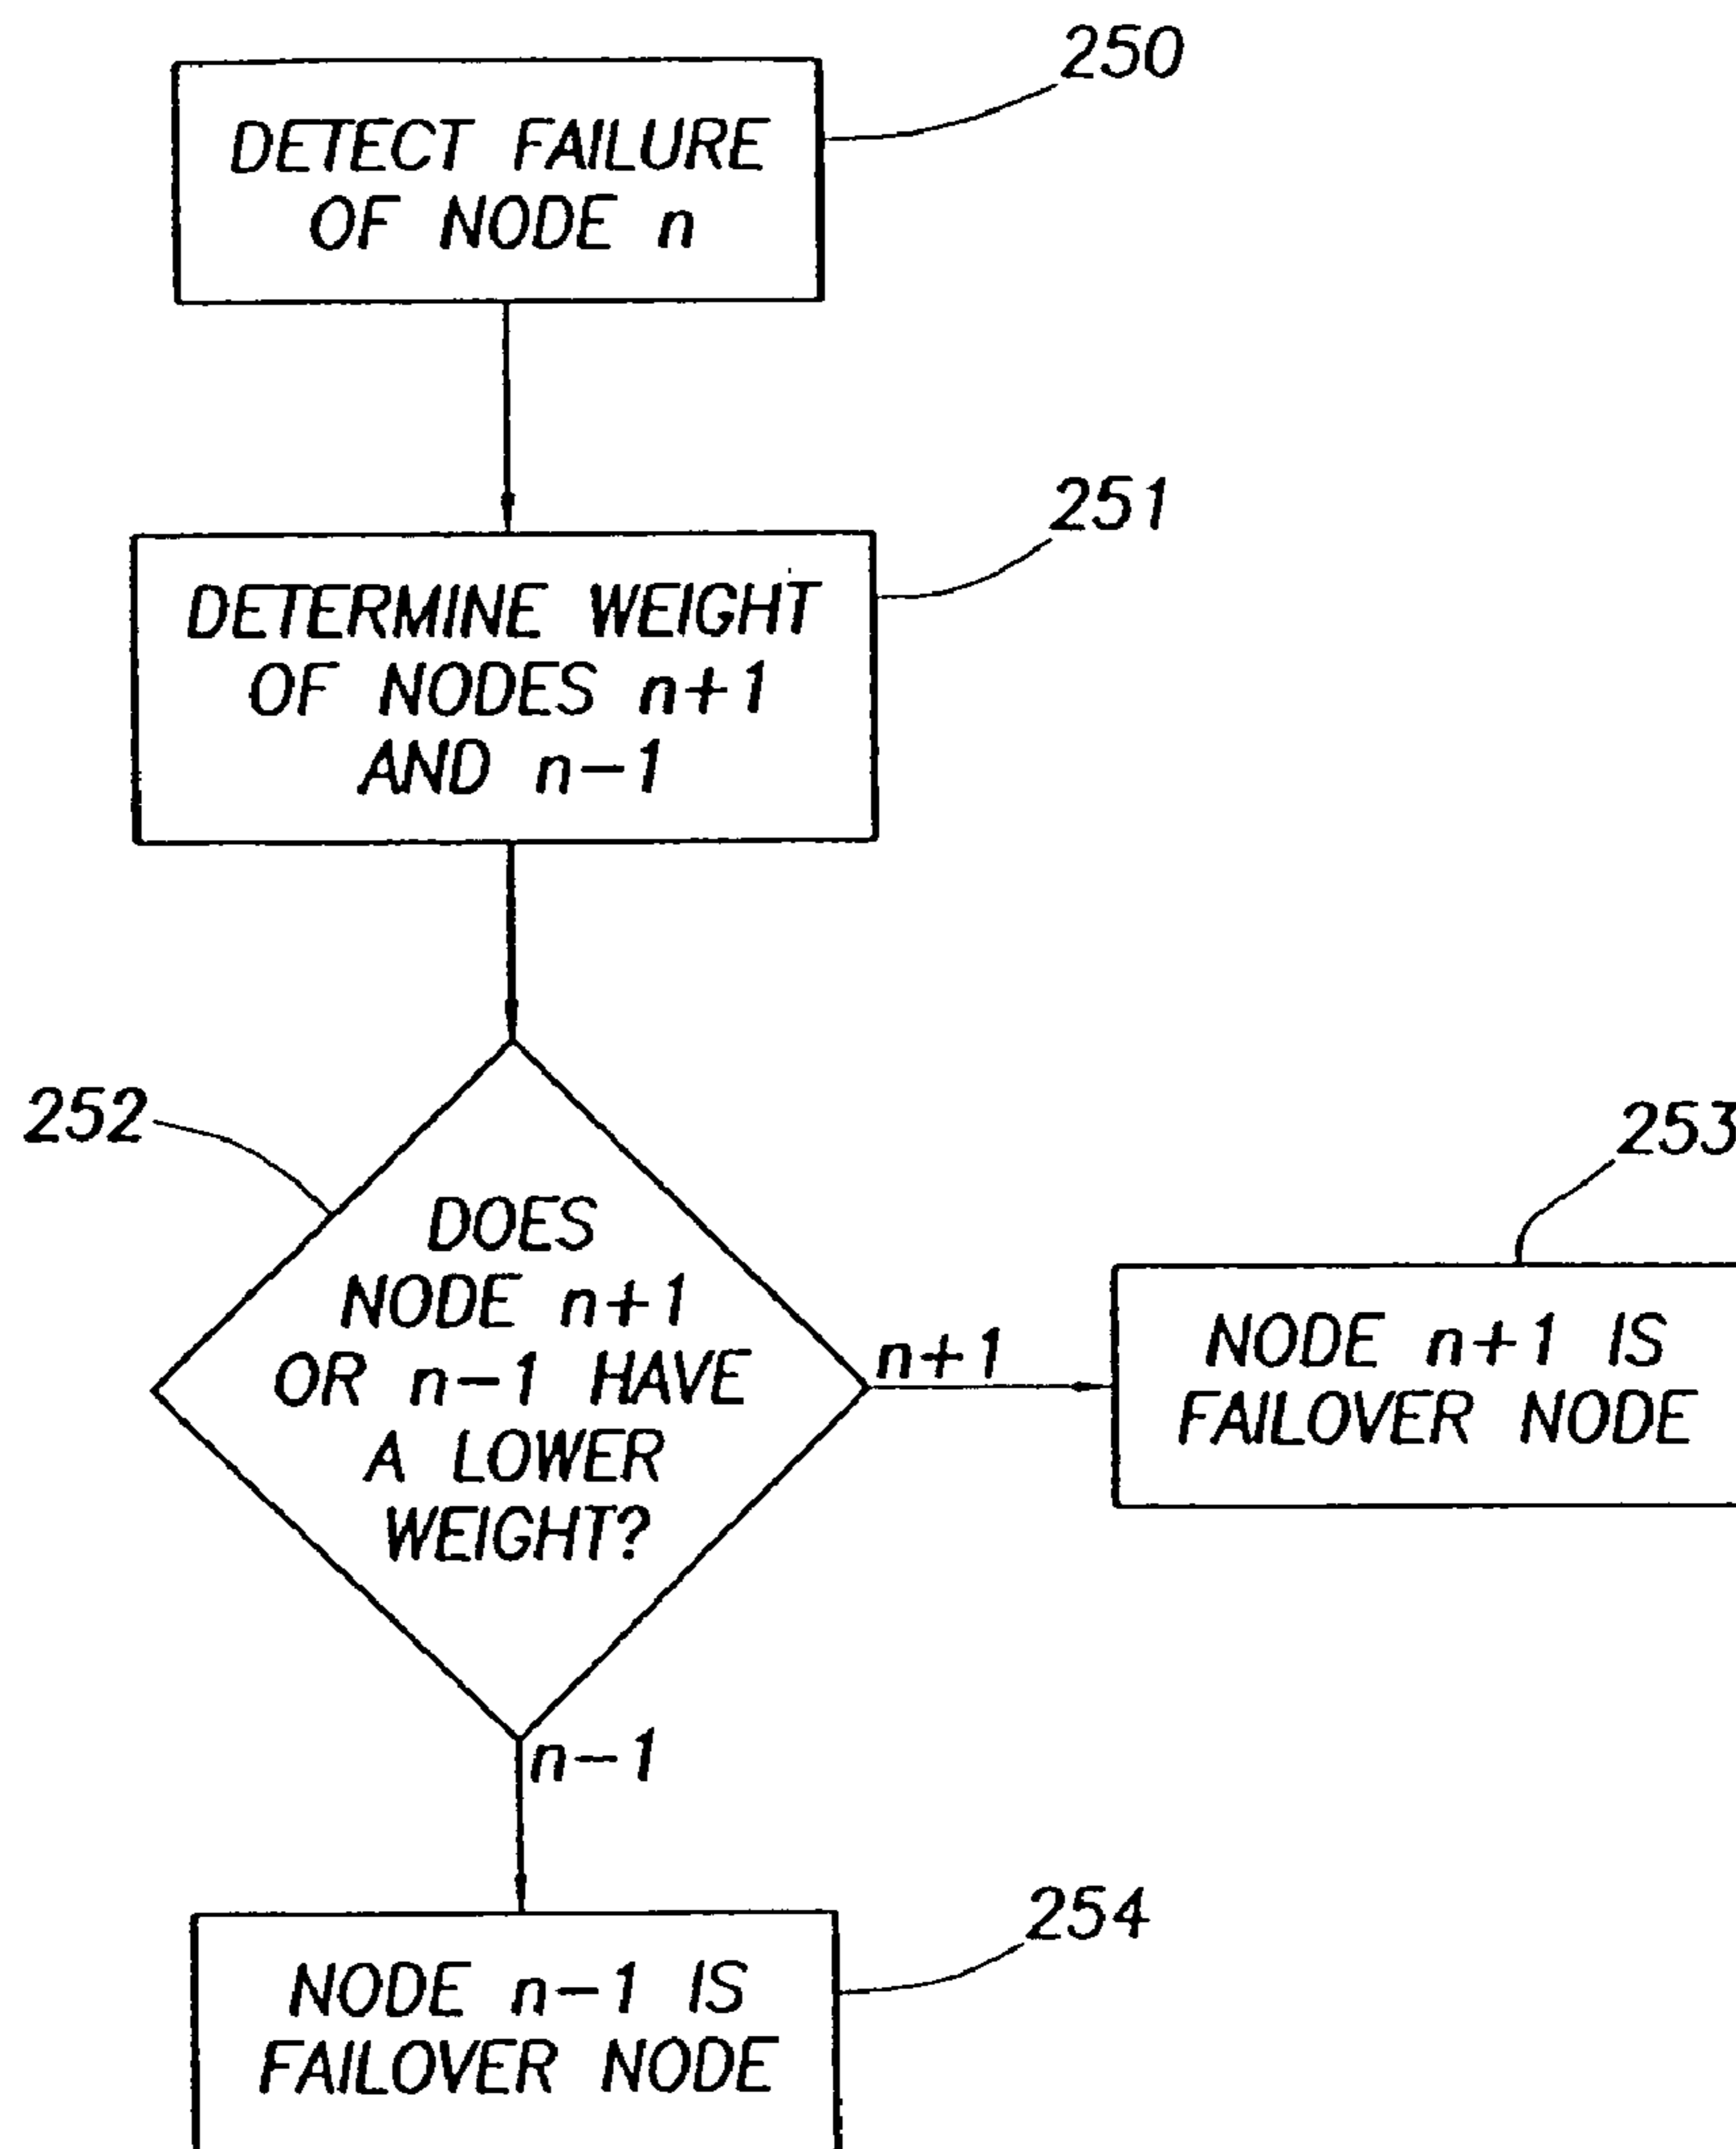 250
DETECT FAILURE
OF NODE n
251
DETERMINE WEIGHT
OF NODES n+1
AND n-1
252
DOES
NODE n+1
OR n-1 HAVE
A LOWER
WEIGHT?
n+1
253
NODE n+1 IS
FAILOVER NODE
n-1
254
NODE n-1 IS
FAILOVER NODE